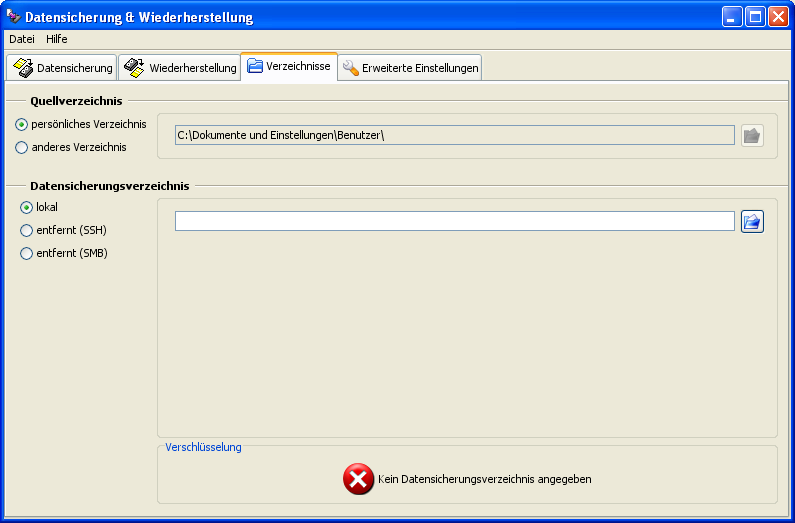 Datensicherung & Wiederherstellung
Datei Hilfe
Datensicherung Wiederherstellung Verzeichnisse Erweiterte Einstellungen
Quellverzeichnis
persönliches Verzeichnis
C:\Dokumente und Einstellungen\Benutzer\
anderes Verzeichnis
Datensicherungsverzeichnis
lokal
entfernt (SSH)
entfernt (SMB)
Verschlüsselung
Kein Datensicherungsverzeichnis angegeben